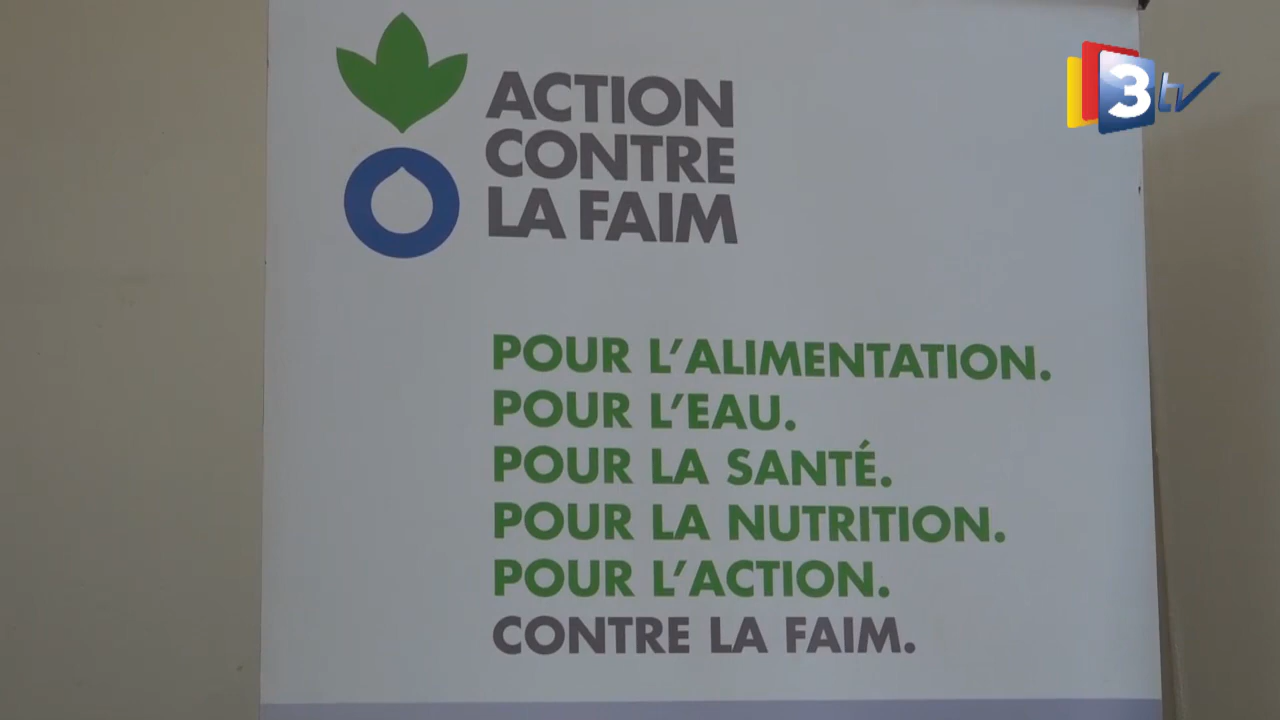 3tv
ACTION
CONTRE
LA FAIM
POUR L'ALIMENTATION.
POUR L'EAU.
POUR LA SANTÉ.
POUR LA NUTRITION.
POUR L'ACTION.
CONTRE LA FAIM.